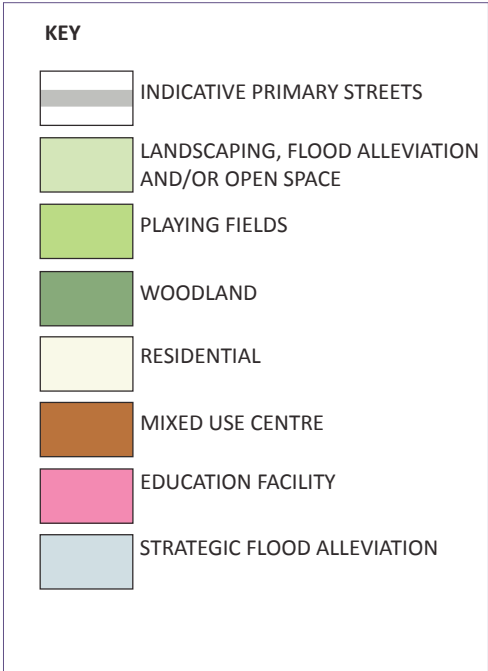 KEY
INDICATIVE PRIMARY STREETS
LANDSCAPING, FLOOD ALLEVIATION
AND/OR OPEN SPACE
PLAYING FIELDS
WOODLAND
RESIDENTIAL
MIXED USE CENTRE
EDUCATION FACILITY
STRATEGIC FLOOD ALLEVIATION